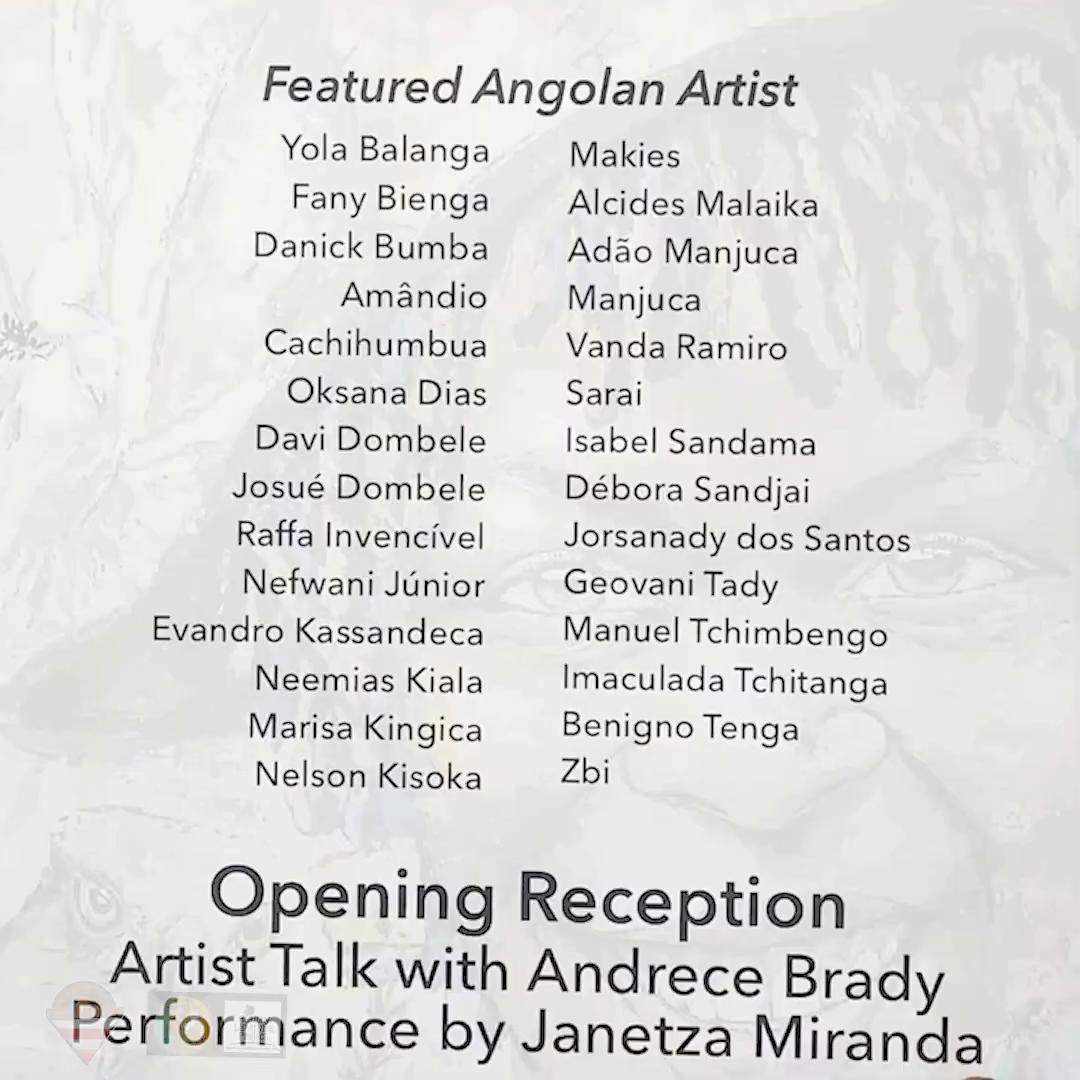 Featured Angolan Artist
Yola Balanga
Fany Bienga
Danick Bumba
Amândio
Cachihumbua
Oksana Dias
Davi Dombele
Josué Dombele
Raffa Invencível
Nefwani Júnior
Evandro Kassandeca
Neemias Kiala
Marisa Kingica
Nelson Kisoka
Makies
Alcides Malaika
Adão Manjuca
Manjuca
Vanda Ramiro
Sarai
Isabel Sandama
Débora Sandjai
Jorsanady dos Santos
Geovani Tady
Manuel Tchimbengo
Imaculada Tchitanga
Benigno Tenga
Zbi
Opening Reception
Artist Talk with Andrece Brady
Performance by Janetza Miranda